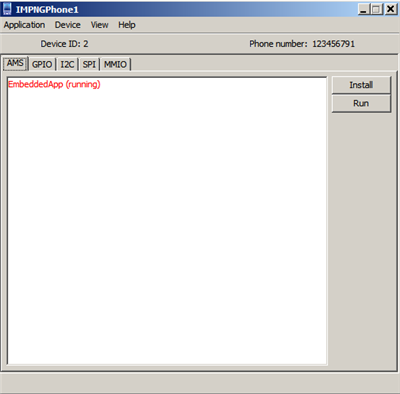 IMPNGPhone1
Application Device View Help
Device ID: 2 Phone number: 123456791
AMS GPIO I2C SPI MMIO
EmbeddedApp (running)
Install
Run